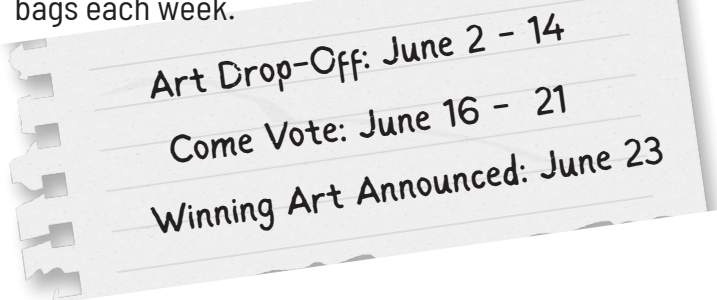 bags each week.
Art Drop-Off: June 2 - 14
Come Vote: June 16 - 21
Winning Art Announced: June 23